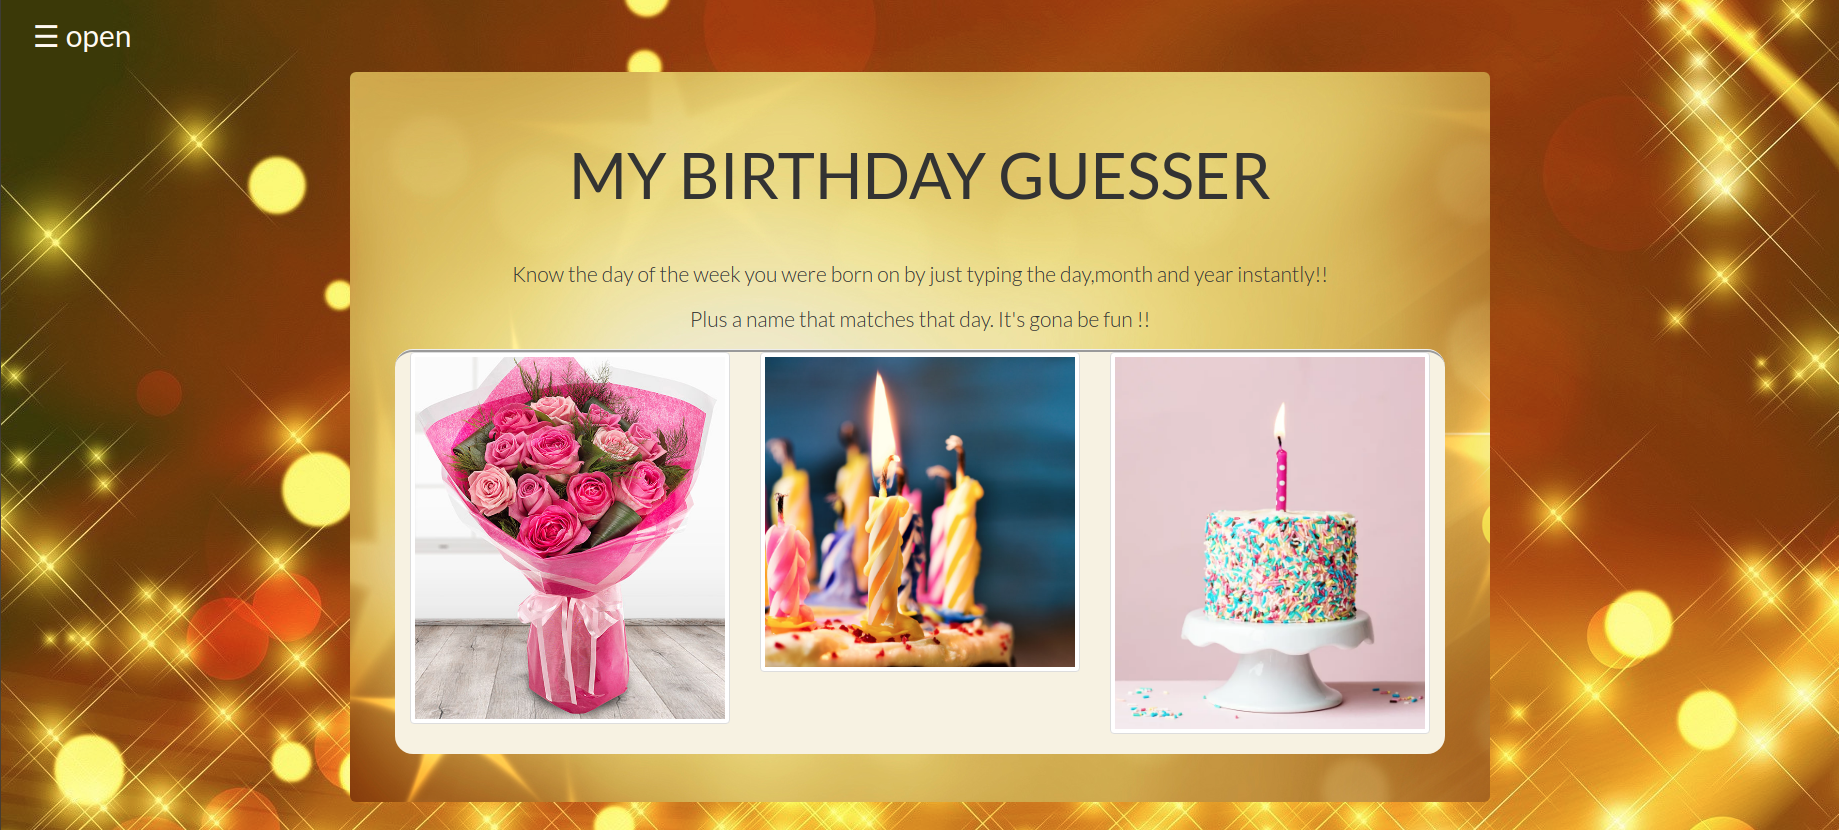 ☰ open
MY BIRTHDAY GUESSER
Know the day of the week you were born on by just typing the day,month and year instantly!!
Plus a name that matches that day. It's gona be fun !!